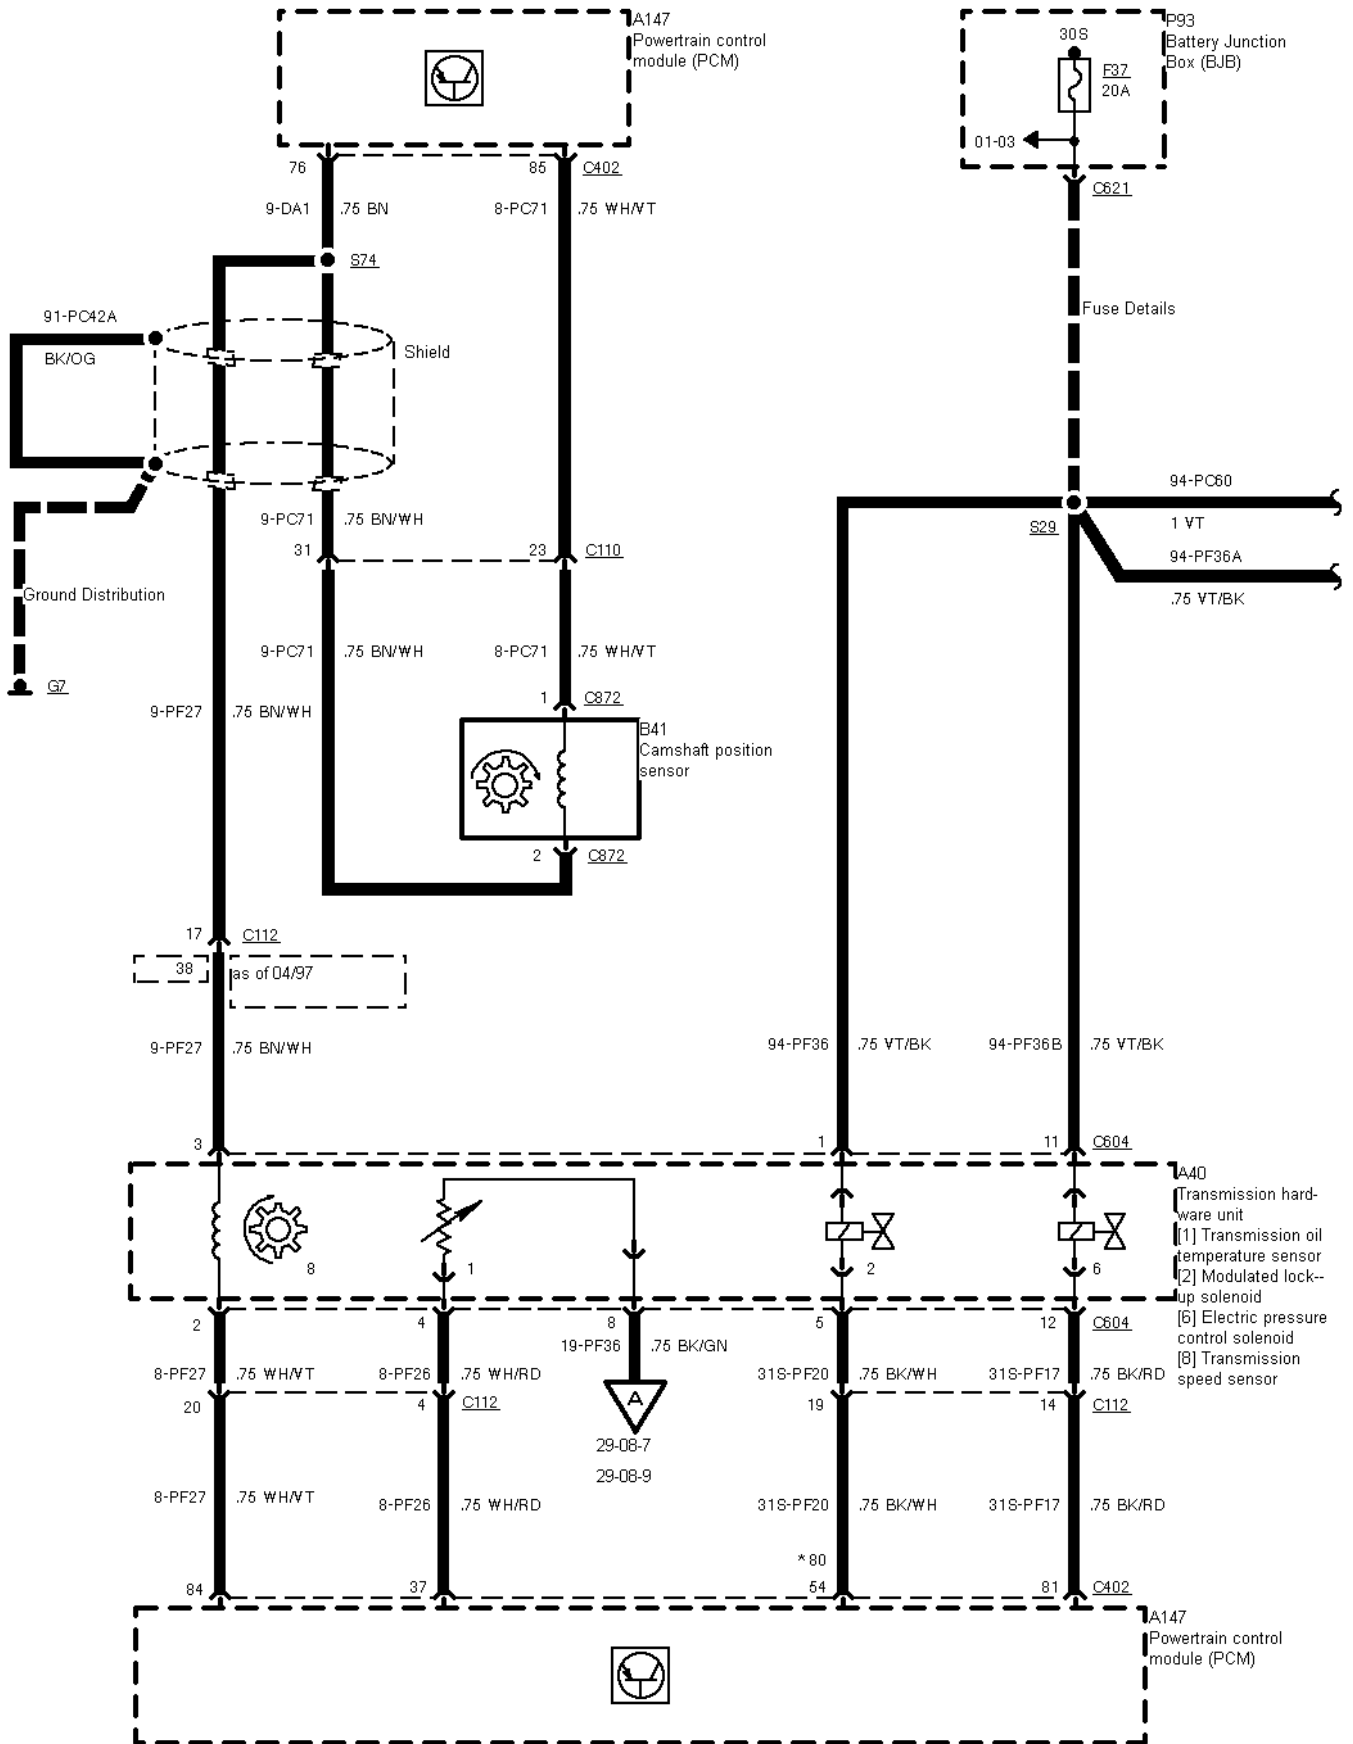 A147
Powertrain control
module (PCM)
P93
Battery Junction
Box (BJB)
30S
F37
20A
01-03
76
85
C402
C621
9-DA1
.75 BN
8-PC71
.75 WH/VT
S74
91-PC42A
BK/OG
Shield
Fuse Details
94-PC60
1 VT
S29
94-PF36A
.75 VT/BK
9-PC71
.75 BN/WH
31
23
C110
Ground Distribution
G7
9-PC71
.75 BN/WH
8-PC71
.75 WH/VT
1
C872
9-PF27
.75 BN/WH
B41
Camshaft position
sensor
2
C872
17
C112
38
as of 04/97
9-PF27
.75 BN/WH
94-PF36
.75 VT/BK
94-PF36B
.75 VT/BK
3
1
11
C604
A40
Transmission hard-
ware unit
[1] Transmission oil
temperature sensor
[2] Modulated lock--
up solenoid
[6] Electric pressure
control solenoid
[8] Transmission
speed sensor
8
1
2
6
2
4
8
5
12
C604
8-PF27
.75 WH/VT
8-PF26
.75 WH/RD
19-PF36
.75 BK/GN
31S-PF20
.75 BK/WH
31S-PF17
.75 BK/RD
20
4
C112
A
19
14
C112
29-08-7
29-08-9
8-PF27
.75 WH/VT
8-PF26
.75 WH/RD
31S-PF20
.75 BK/WH
31S-PF17
.75 BK/RD
*80
84
37
54
81
C402
A147
Powertrain control
module (PCM)